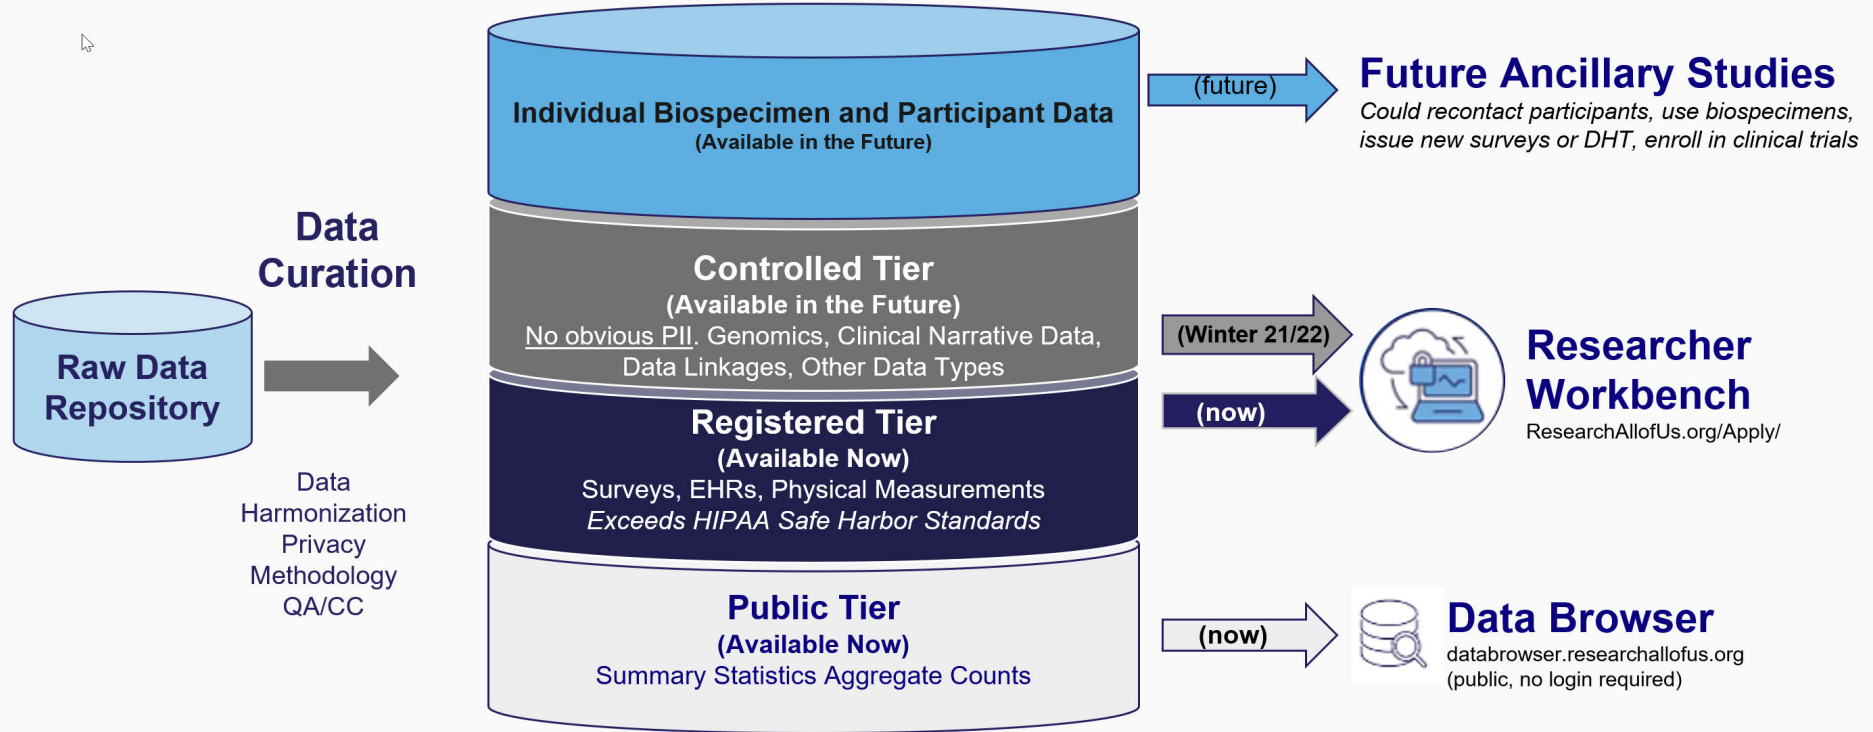 Individual Biospecimen and Participant Data
(Available in the Future)
(future)
Future Ancillary Studies
Could recontact participants, use biospecimens,
issue new surveys or DHT, enroll in clinical trials
Data
Curation
Raw Data
Repository
Data
Harmonization
Privacy
Methodology
QA/CC
Controlled Tier
(Available in the Future)
No obvious PII. Genomics, Clinical Narrative Data,
Data Linkages, Other Data Types
(Winter 21/22)
Registered Tier
(Available Now)
Surveys, EHRs, Physical Measurements
Exceeds HIPAA Safe Harbor Standards
(now)
Researcher
Workbench
ResearchAllofUs.org/Apply/
Public Tier
(Available Now)
Summary Statistics Aggregate Counts
(now)
Data Browser
databrowser.researchallofus.org
(public, no login required)